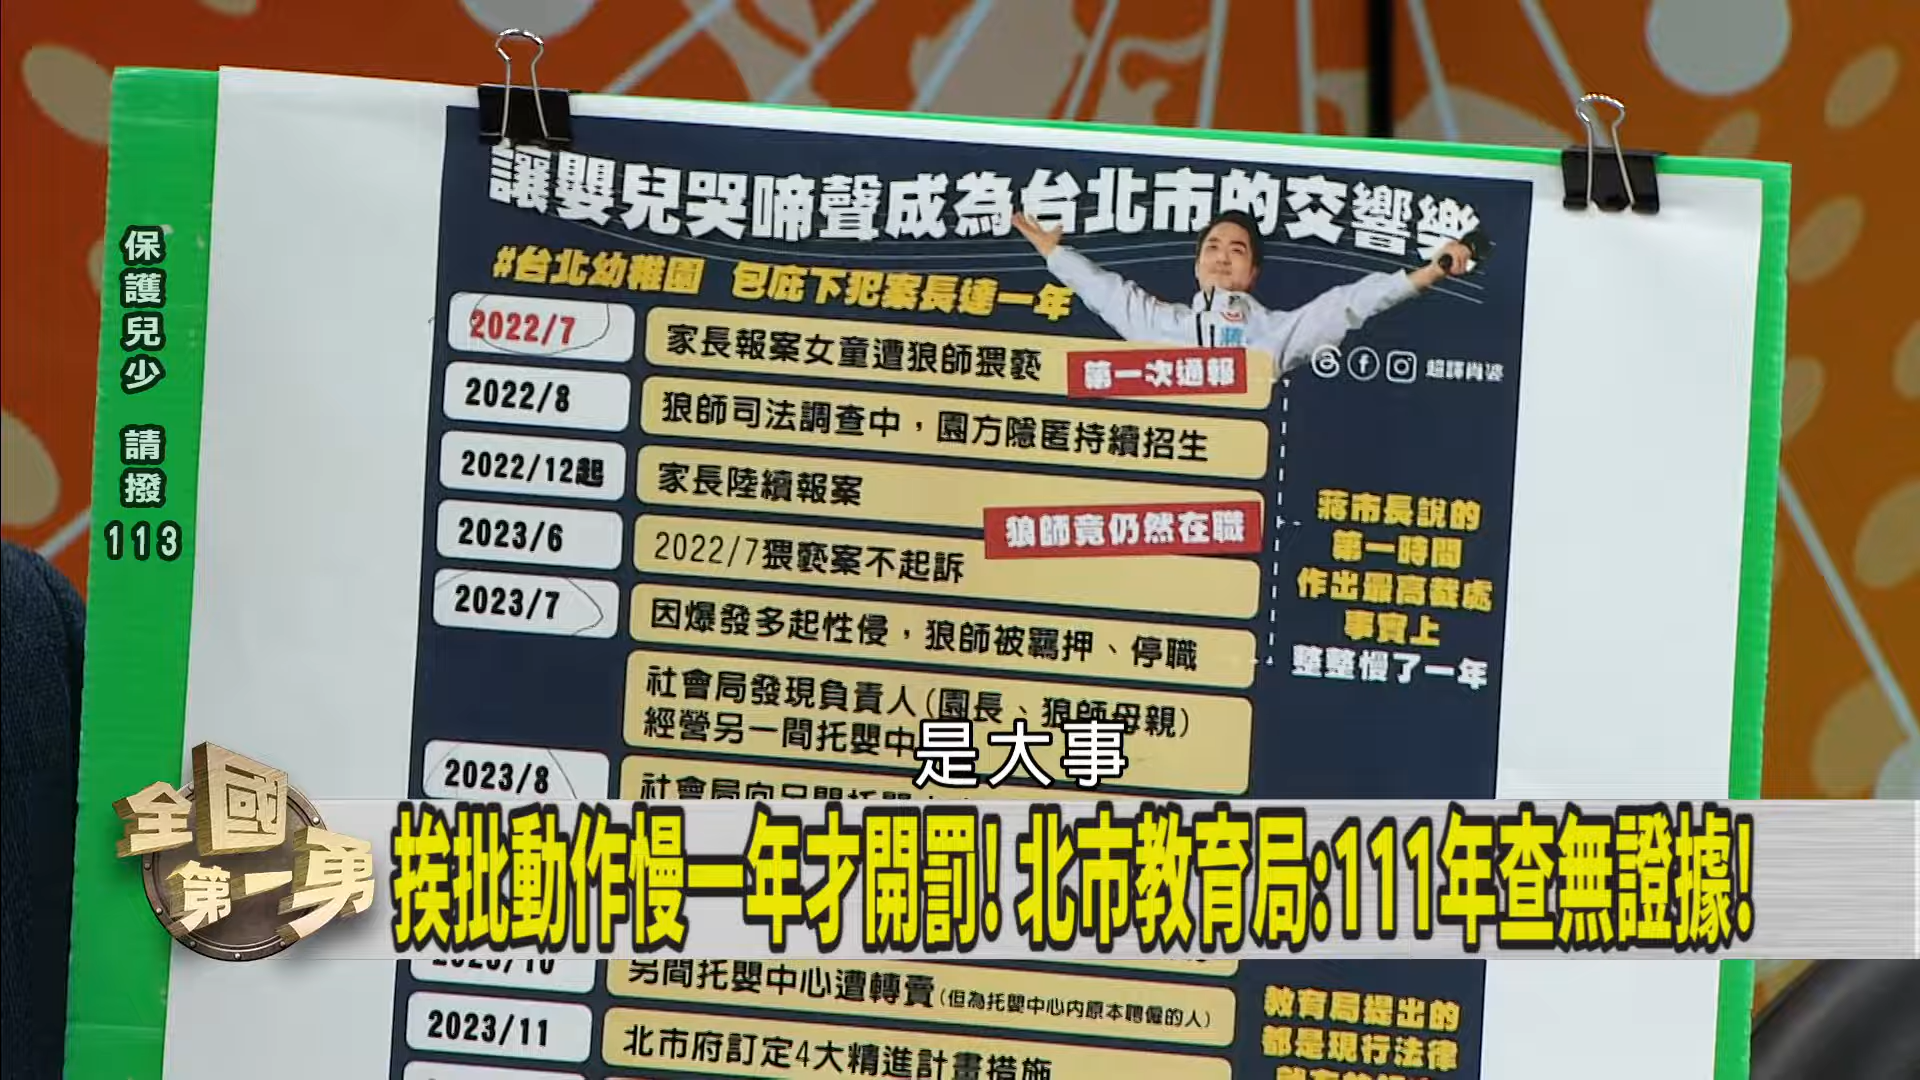 讓嬰兒哭啼聲成為台北市的交響樂
#台北幼稚園 包庇下犯案長達一年
2022/7
家長報案女童遭狼師猥褻
第一次通報
超譯肖婆
2022/8
狼師司法調查中，園方隱匿持續招生
2022/12起
家長陸續報案
狼師竟仍然在職
2023/6
2022/7猥褻案不起訴
2023/7
因爆發多起性侵，狼師被羈押、停職
社會局發現負責人(園長、狼師母親)
經營另一間托嬰中
2023/8
蔣市長說的
第一時間
作出最高裁處
事實上
整整慢了一年
保護兒少 請撥
113
是大事
全國
第一勇
挨批動作慢一年才開罰！北市教育局:111年查無證據！
2023/10
另間托嬰中心遭轉賣(但為托嬰中心內原本聘僱的人)
2023/11
北市府訂定4大精進計畫措施
教育局提出的
都是現行法律